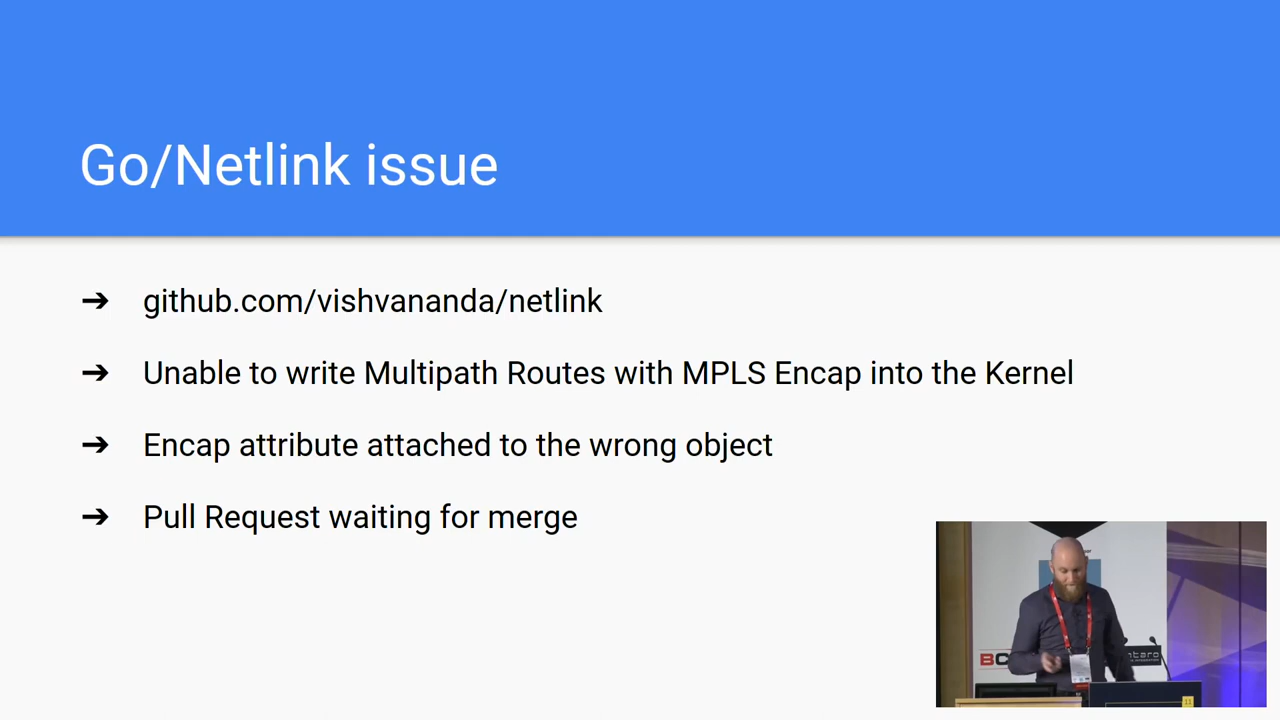 Go/Netlink issue
➔ github.com/vishvananda/netlink
➔ Unable to write Multipath Routes with MPLS Encap into the Kernel
➔ Encap attribute attached to the wrong object
➔ Pull Request waiting for merge